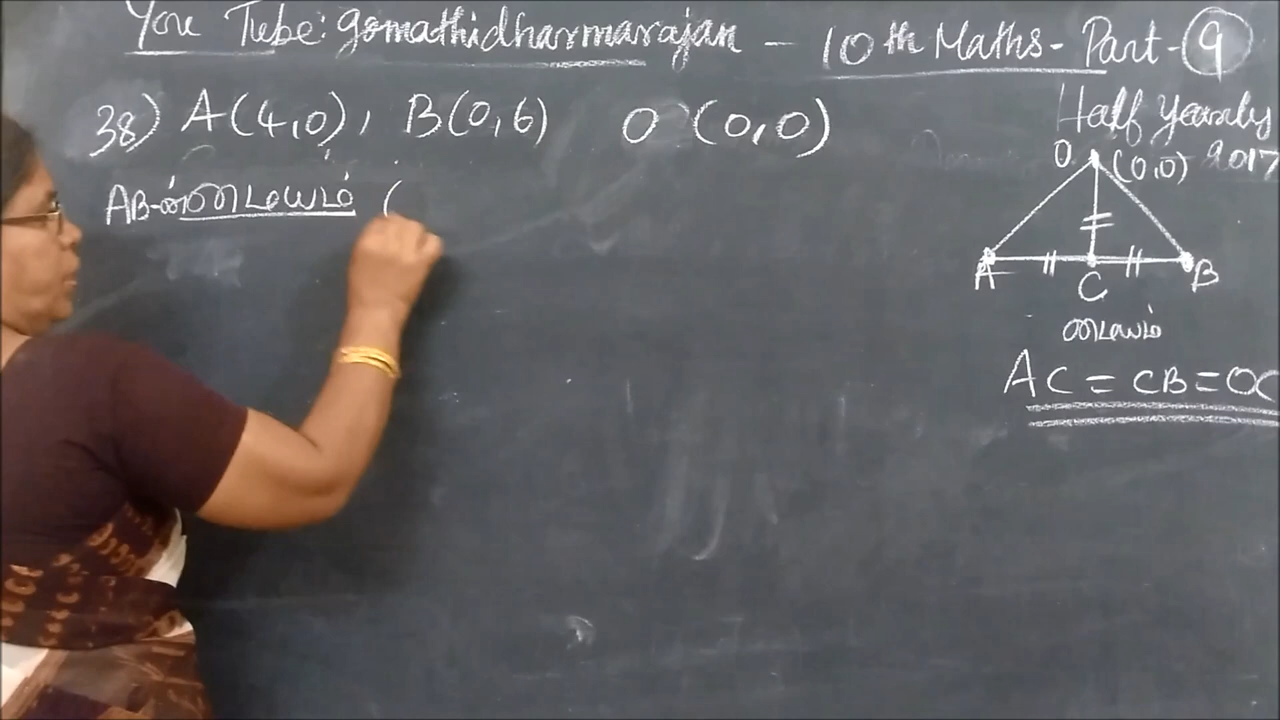 You Tube: gomathidharmarajan - 10th Maths - Part - 9
Half Yearly
2017
38) A(4,0), B(0,6) O (0,0)
AB-ன் மையம் (
O (0,0)
A C B
மையம்
AC = CB = OC